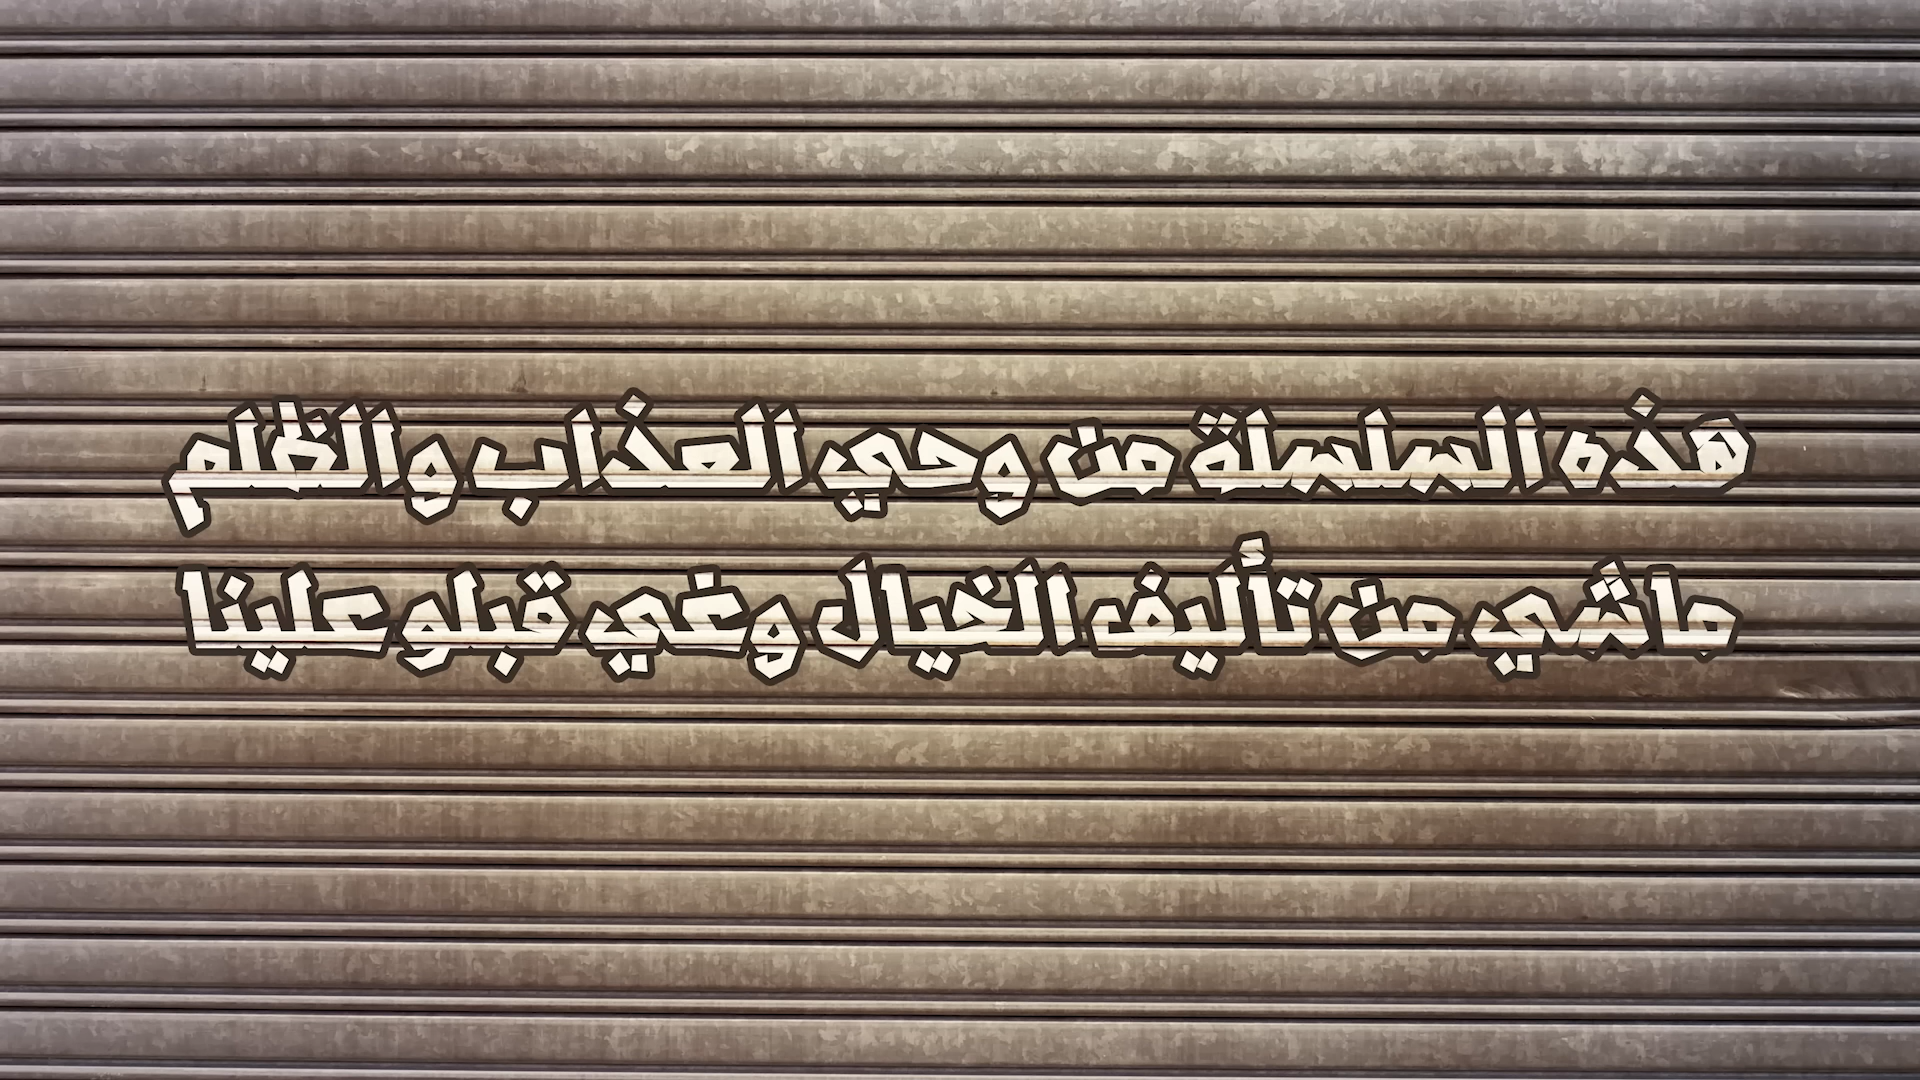 هذه السلسلة من وحي العذاب والظلم
ماشي من تأليف الخيال وغي قبلو علينا